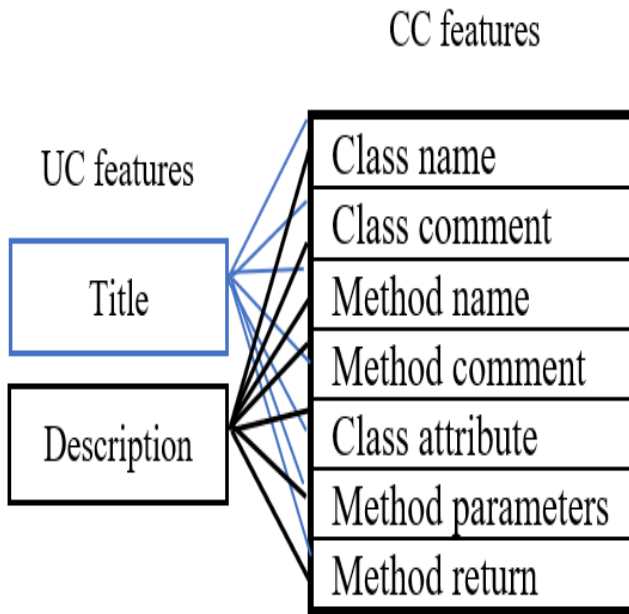 CC features
UC features
Title
Description
Class name
Class comment
Method name
Method comment
Class attribute
Method parameters
Method return